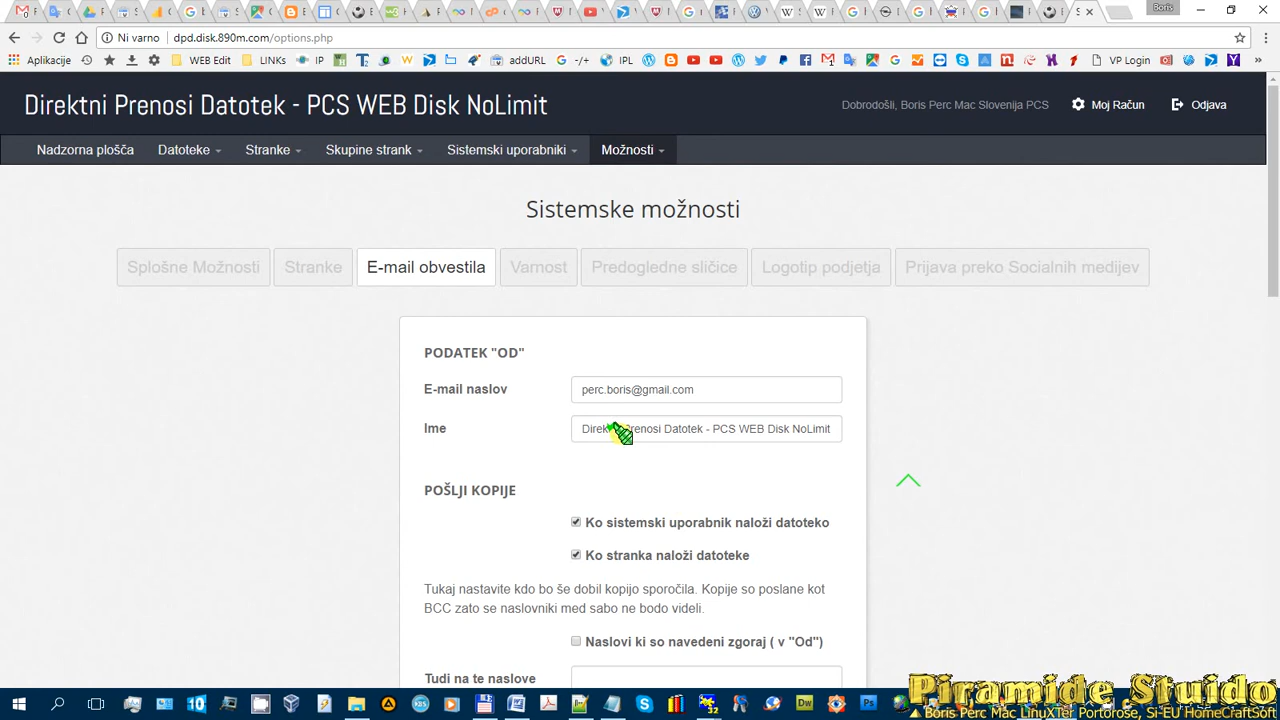 Boris
Ni varno dpd.disk.890m.com/options.php
Aplikacije WEB Elit LINKS IP addURL -/+ IPL VP Login »
Direktni Prenosi Datotek - PCS WEB Disk NoLimit
Dobrodošli, Boris Perc Mac Slovenija PCS Moj Račun Odjava
Nadzorna plošča Datoteke Stranke Skupine strank Sistemski uporabniki Možnosti
Sistemske možnosti
Splošne Možnosti Stranke E-mail obvestila Varnost Predogledne sličice Logotip podjetja Prijava preko Socialnih medijev
PODATEK "OD"
E-mail naslov perc.boris@gmail.com
Ime Direktni Prenosi Datotek - PCS WEB Disk NoLimit
POŠLJI KOPIJE
Ko sistemski uporabnik naloži datoteko
Ko stranka naloži datoteke
Tukaj nastavite kdo bo še dobil kopijo sporočila. Kopije so poslane kot
BCC zato se naslovniki med sabo ne bodo videli.
Naslovi ki so navedeni zgoraj ( v "Od")
Tudi na te naslove
Piramide Stuido
▲ Boris Perc Mac LinuxTer Portorose, Si-EU HomeCraftSoft